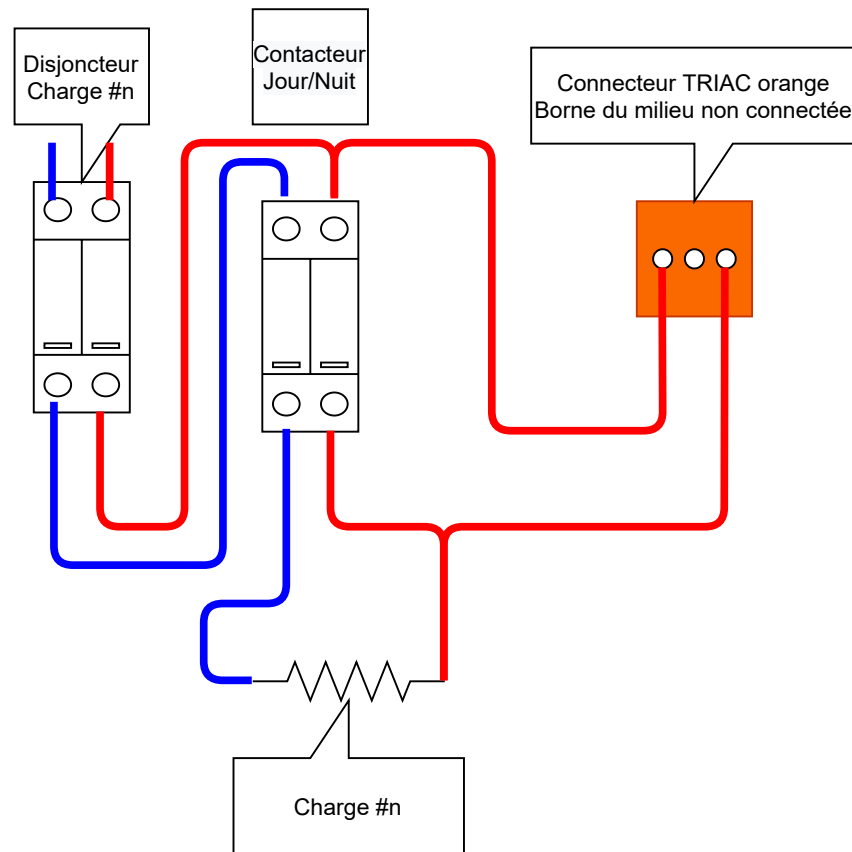 Disjoncteur
Charge #n
Contacteur
Jour/Nuit
Connecteur TRIAC orange
Borne du milieu non connectée
Charge #n